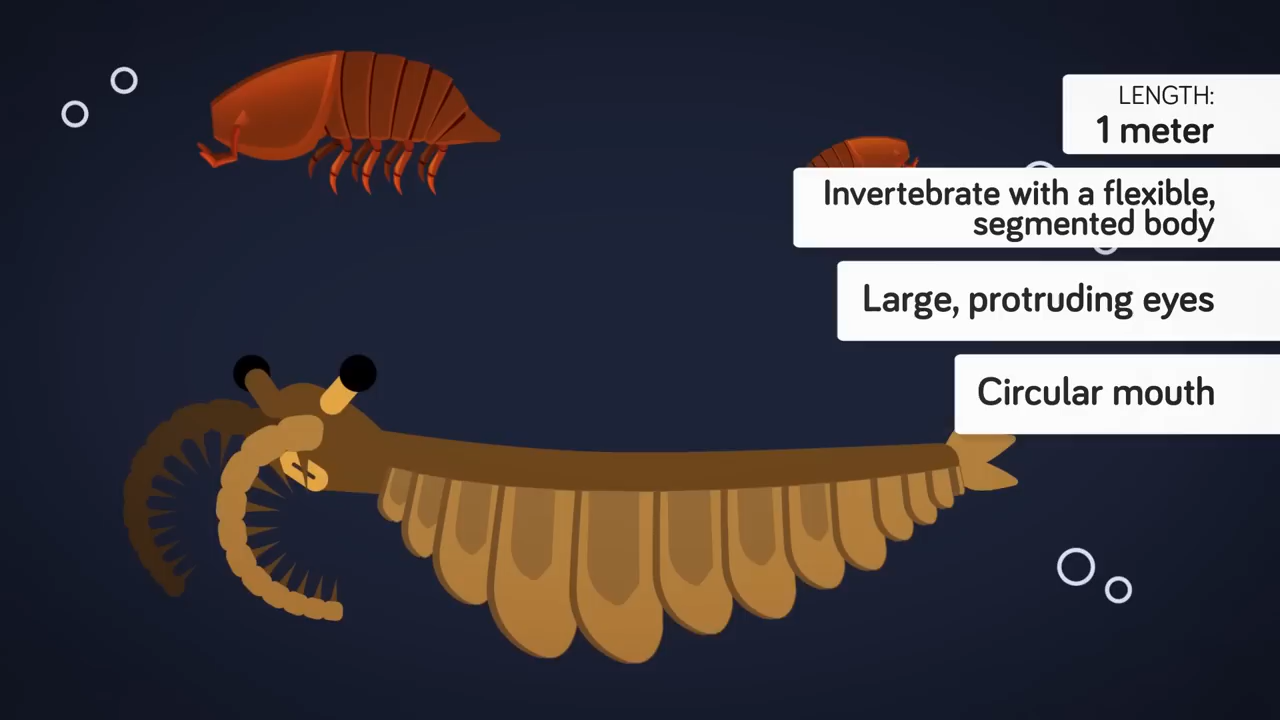 LENGTH:
1 meter
Invertebrate with a flexible,
segmented body
Large, protruding eyes
Circular mouth